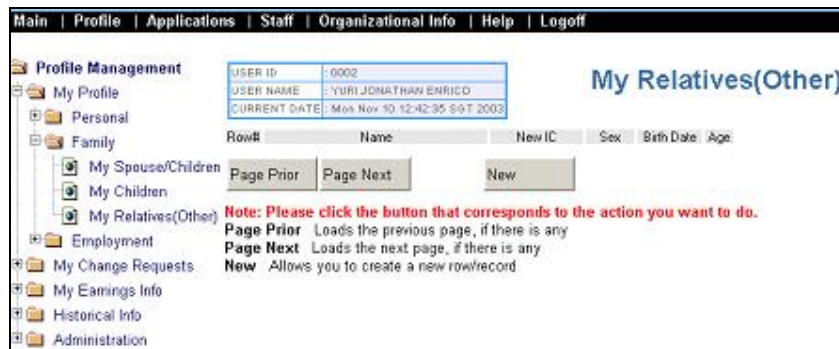 Main | Profile | Applications | Staff | Organizational Info | Help | Logoff
Profile Management
My Profile
Personal
Family
My Spouse/Children
My Children
My Relatives(Other)
Employment
My Change Requests
My Earnings Info
Historical Info
Administration
USER ID : 0002
USER NAME : YURI JONATHAN ENRICO
CURRENT DATE : Mon Nov 10 12:42:35 SGT 2003
My Relatives(Other)
Row# Name New IC Sex Birth Date Age
Page Prior Page Next New
Note: Please click the button that corresponds to the action you want to do.
Page Prior Loads the previous page, if there is any
Page Next Loads the next page, if there is any
New Allows you to create a new row/record